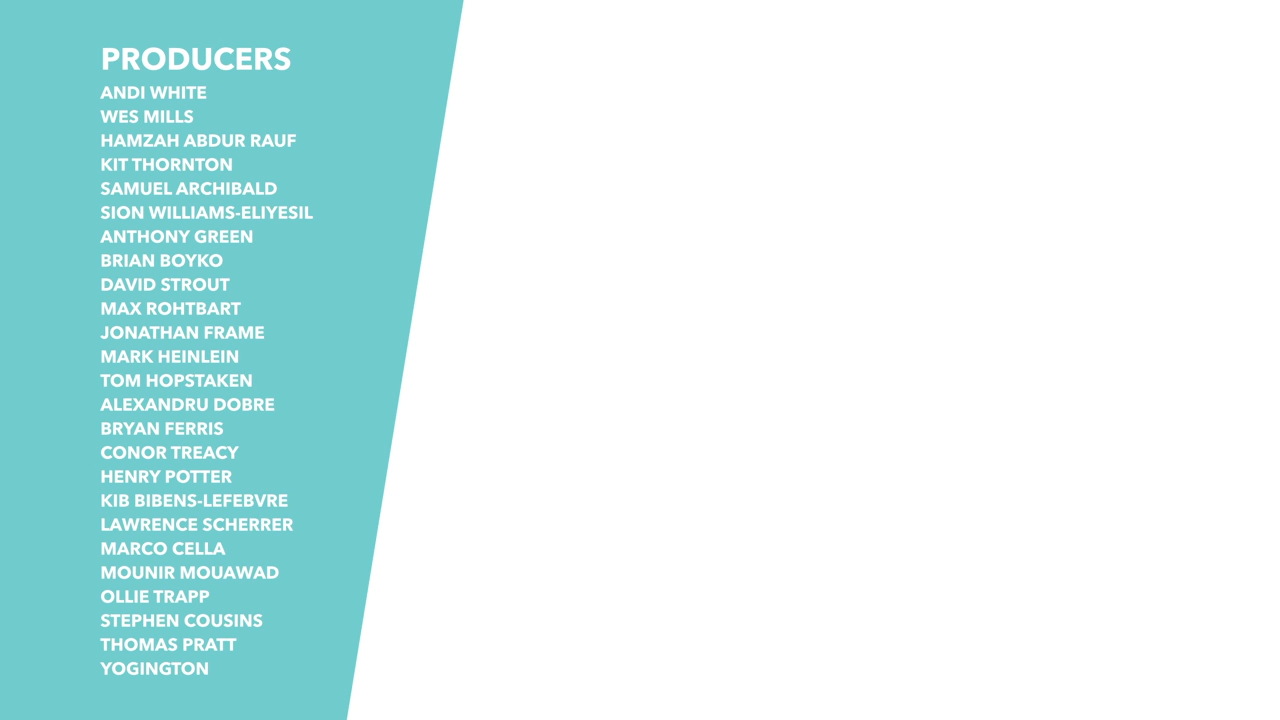 PRODUCERS
ANDI WHITE
WES MILLS
HAMZAH ABDUR RAUF
KIT THORNTON
SAMUEL ARCHIBALD
SION WILLIAMS-ELIYESIL
ANTHONY GREEN
BRIAN BOYKO
DAVID STROUT
MAX ROHTBART
JONATHAN FRAME
MARK HEINLEIN
TOM HOPSTAKEN
ALEXANDRU DOBRE
BRYAN FERRIS
CONOR TREACY
HENRY POTTER
KIB BIBENS-LEFEBVRE
LAWRENCE SCHERRER
MARCO CELLA
MOUNIR MOUAWAD
OLLIE TRAPP
STEPHEN COUSINS
THOMAS PRATT
YOGINGTON